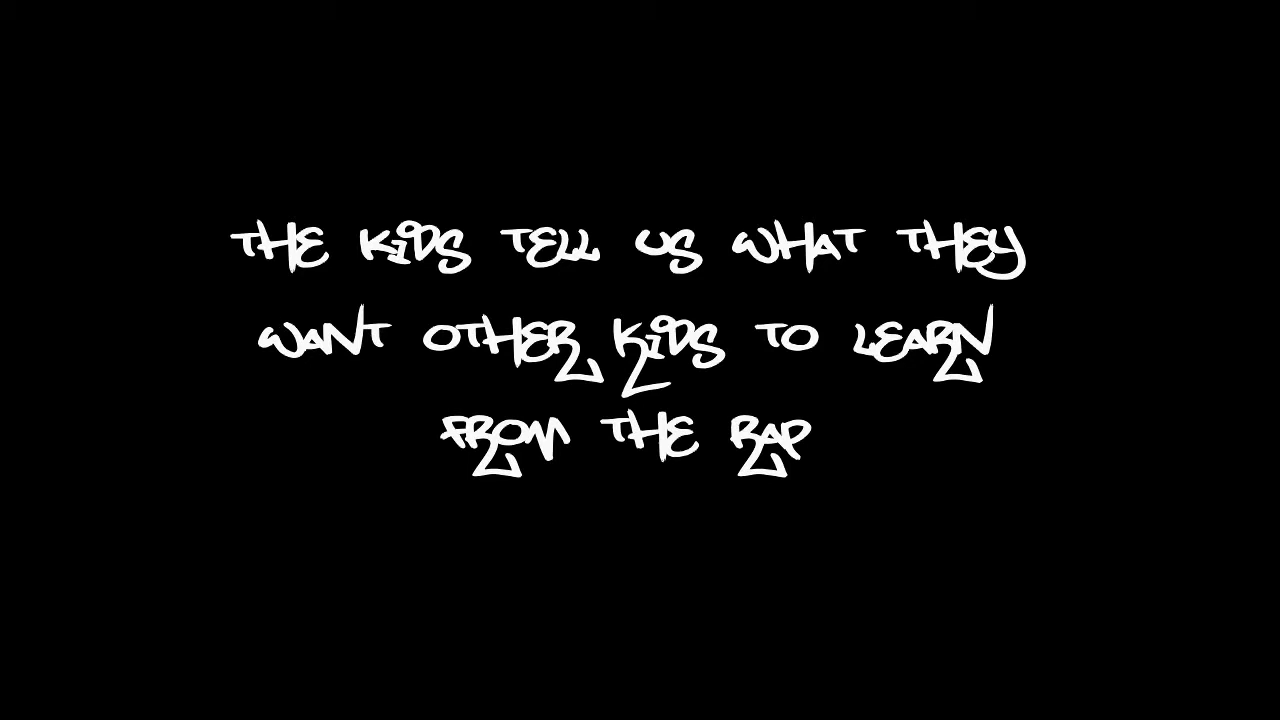 THE KiDS TELL US WHAT THEY
WANT OTHER KiDS TO LEARN
FROM THE RAP